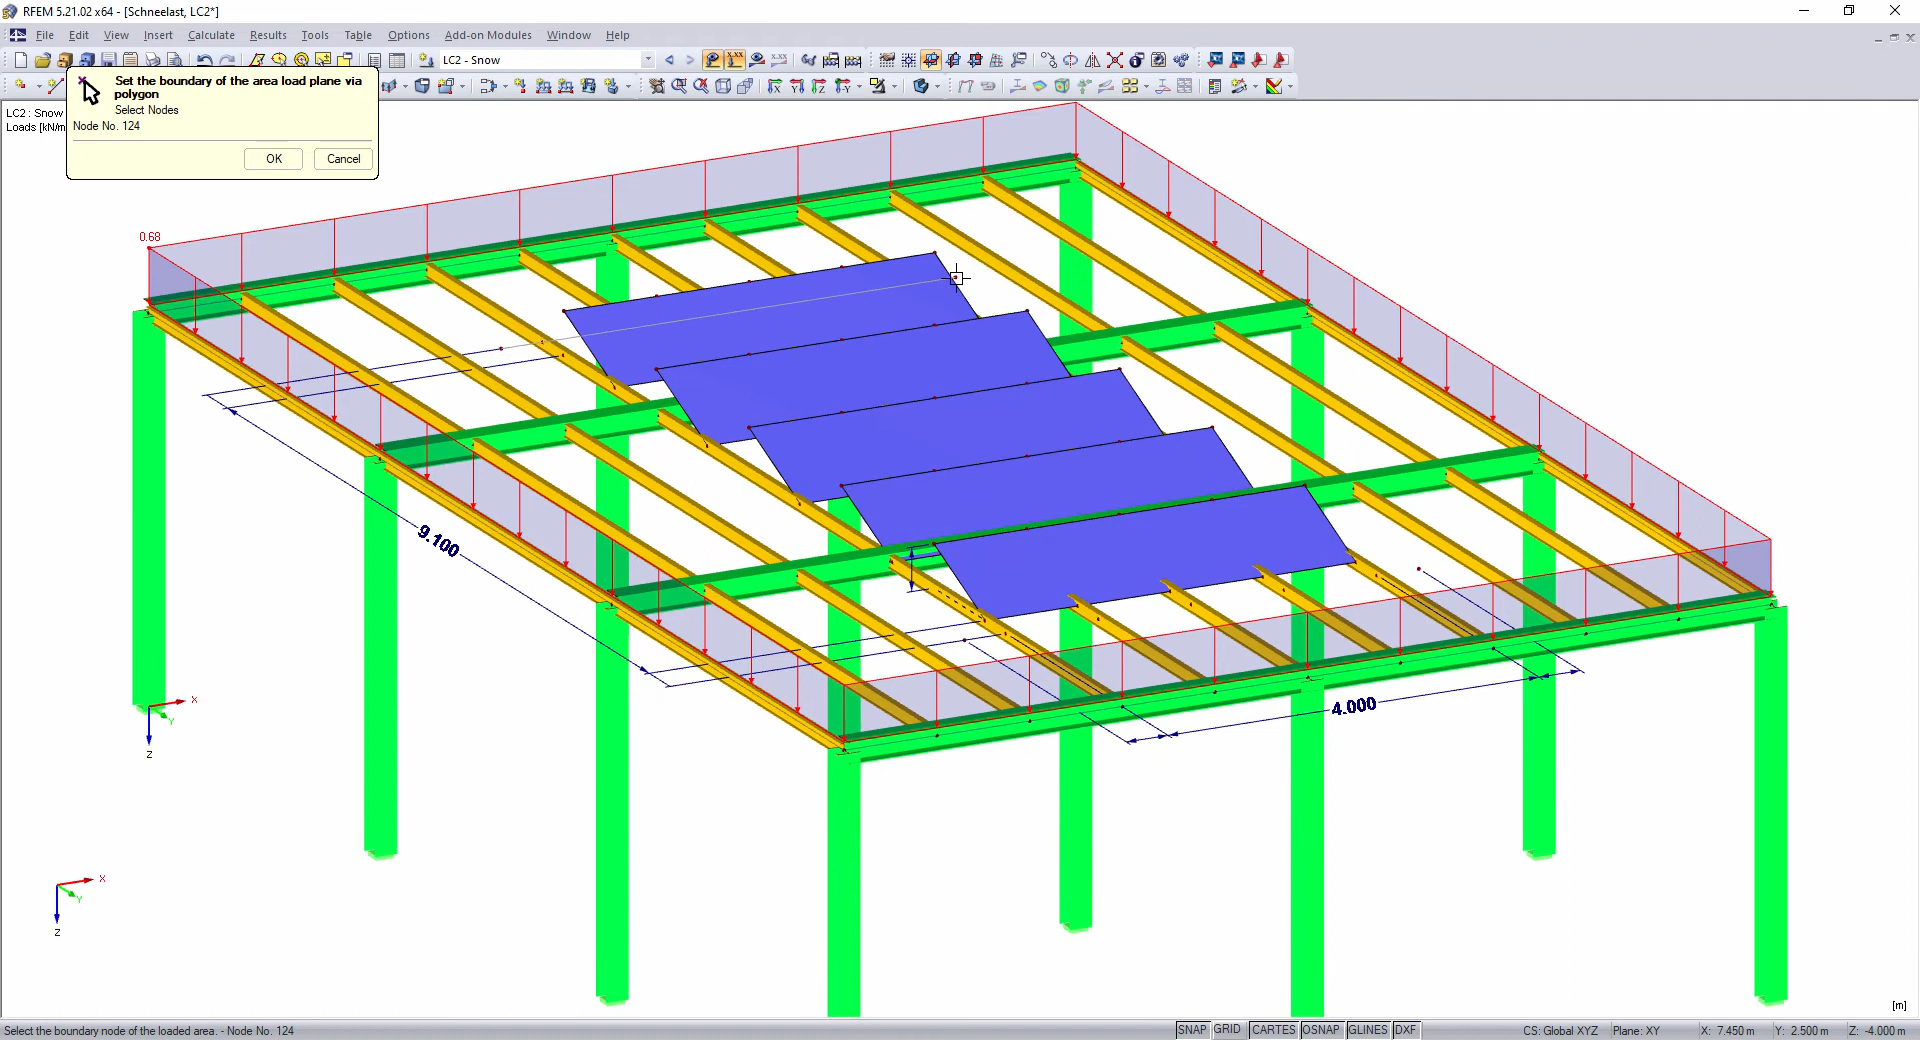 RFEM 5.21.02 x64 - [Schneelast, LC2*]
File Edit View Insert Calculate Results Tools Table Options Add-on Modules Window Help
LC2 - Snow
Set the boundary of the area load plane via
polygon
Select Nodes
Node No. 124
OK Cancel
LC2 : Snow
Loads [kN/m
0.68
9.100
4.000
X
Y
Z
X
Y
Z
[m]
Select the boundary node of the loaded area. - Node No. 124
SNAP GRID CARTES OSNAP GLINES DXF
CS: Global XYZ Plane: XY X: 7.450 m Y: 2.500 m Z: -4.000 m